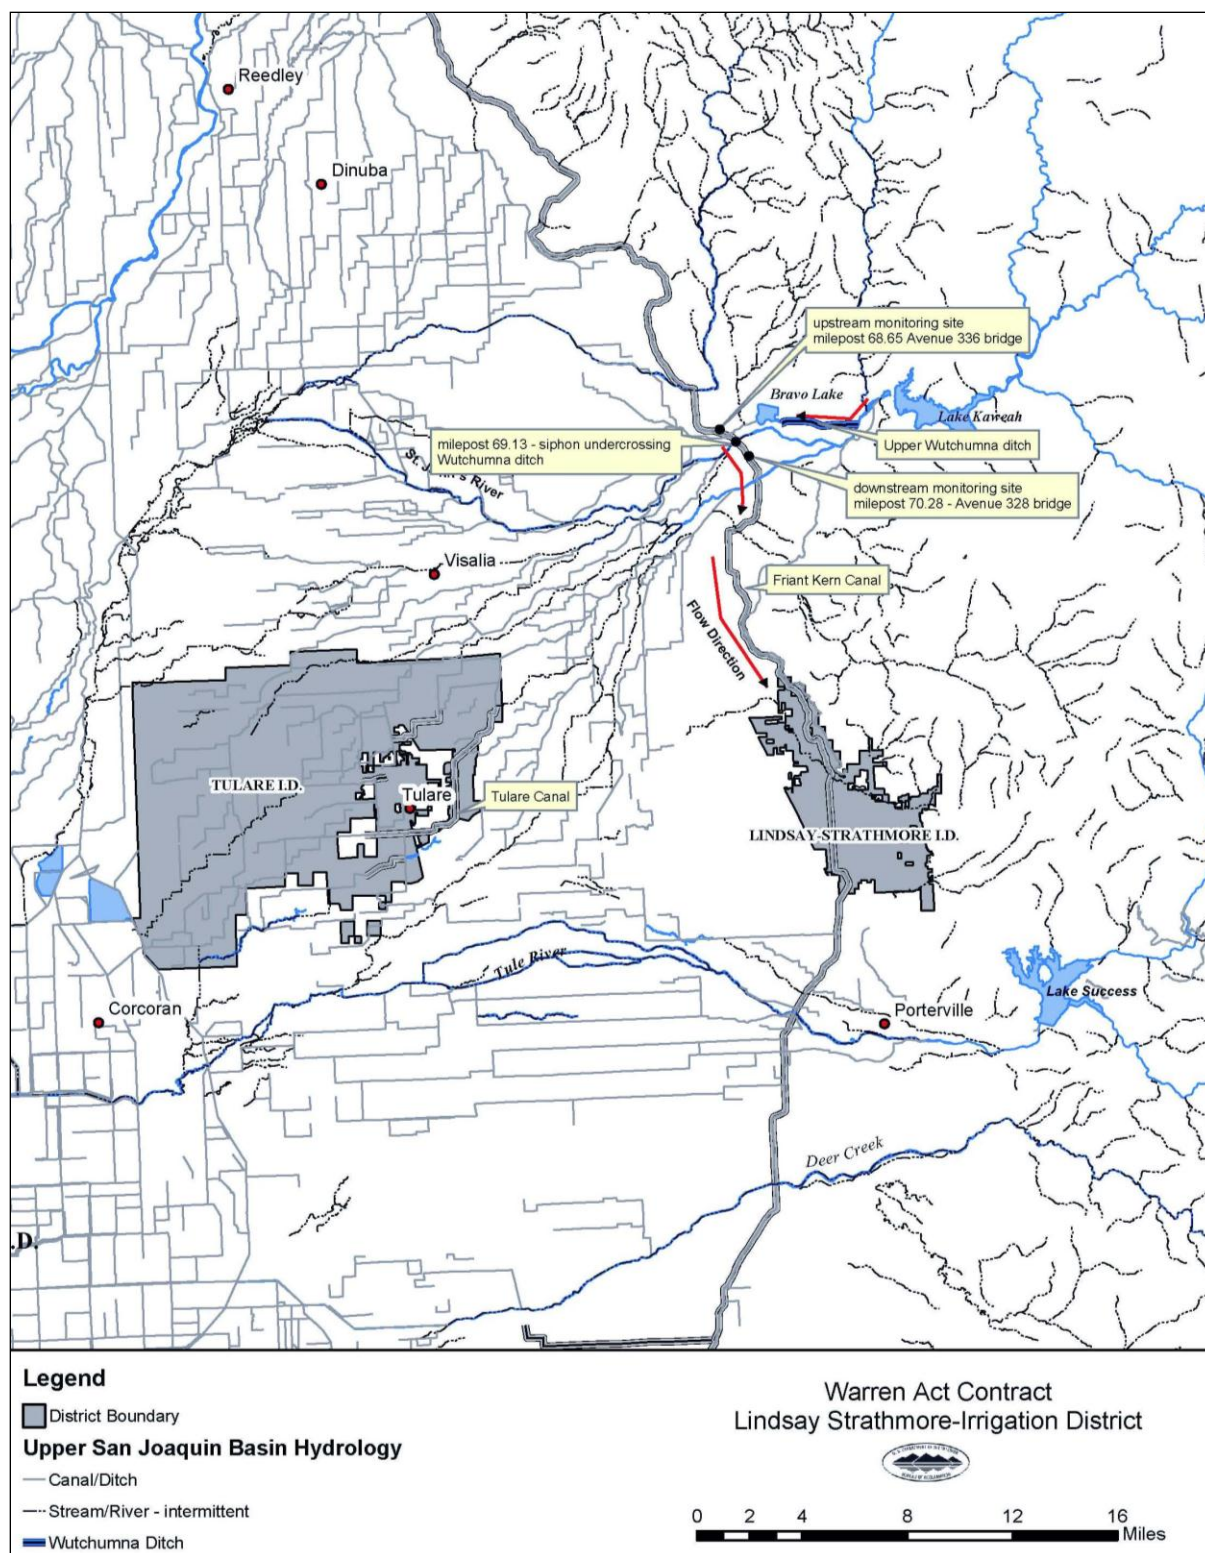 Reedley
Dinuba
upstream monitoring site
milepost 68.65 Avenue 336 bridge
Bravo Lake
Lake Kaweah
milepost 69.13 - siphon undercrossing
Wutchumna ditch
Upper Wutchumna ditch
St. John's River
downstream monitoring site
milepost 70.28 - Avenue 328 bridge
Visalia
Friant Kern Canal
Flow Direction
TULARE I.D.
Tulare
Tulare Canal
LINDSAY-STRATHMORE I.D.
Tule River
Corcoran
Porterville
Lake Success
Deer Creek
.D.
Legend
District Boundary
Upper San Joaquin Basin Hydrology
Canal/Ditch
Stream/River - intermittent
Wutchumna Ditch
Warren Act Contract
Lindsay Strathmore-Irrigation District
0 2 4 8 12 16
Miles